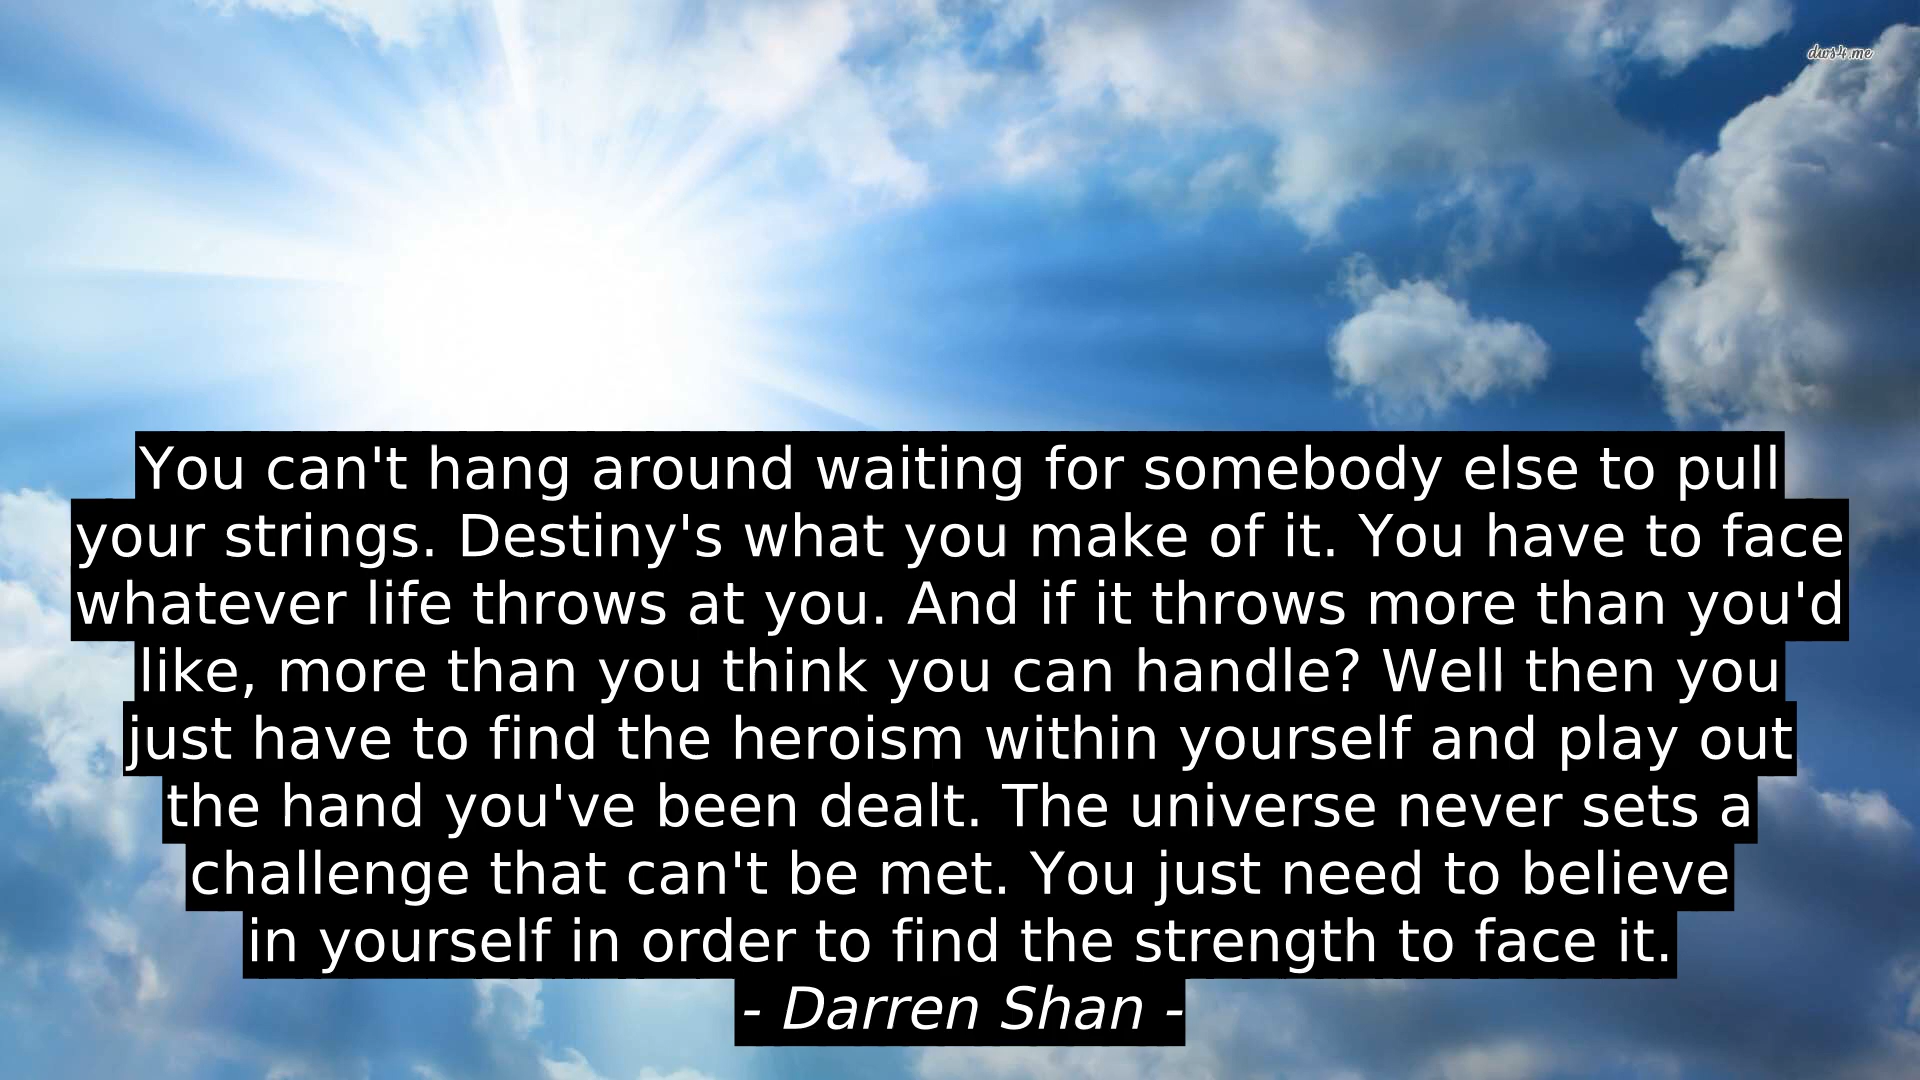 dws4.me
You can't hang around waiting for somebody else to pull
your strings. Destiny's what you make of it. You have to face
whatever life throws at you. And if it throws more than you'd
like, more than you think you can handle? Well then you
just have to find the heroism within yourself and play out
the hand you've been dealt. The universe never sets a
challenge that can't be met. You just need to believe
in yourself in order to find the strength to face it.
- Darren Shan -